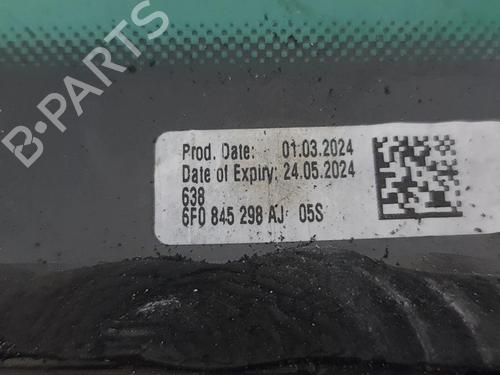 B-PARTS
Prod. Date: 01.03.2024
Date of Expiry: 24.05.2024
638
6F0 845 298 AJ 05S